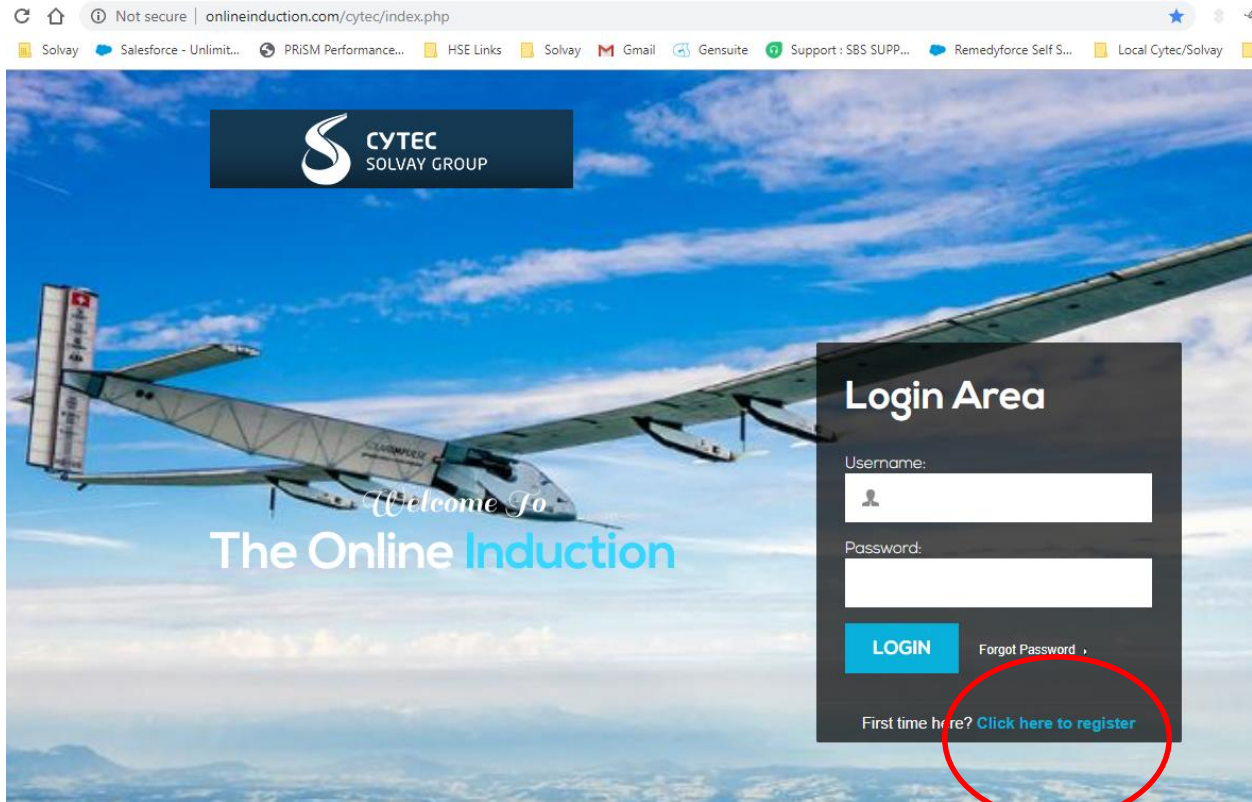 Not secure | onlineinduction.com/cytec/index.php
Solvay Salesforce - Unlimit... PRiSM Performance... HSE Links Solvay Gmail Gensuite Support : SBS SUPP... Remedyforce Self S... Local Cytec/Solvay
CYTEC
SOLVAY GROUP
Login Area
Username:
SOLARIMPULSE
Welcome To
The Online Induction
Password:
LOGIN Forgot Password ›
First time here? Click here to register